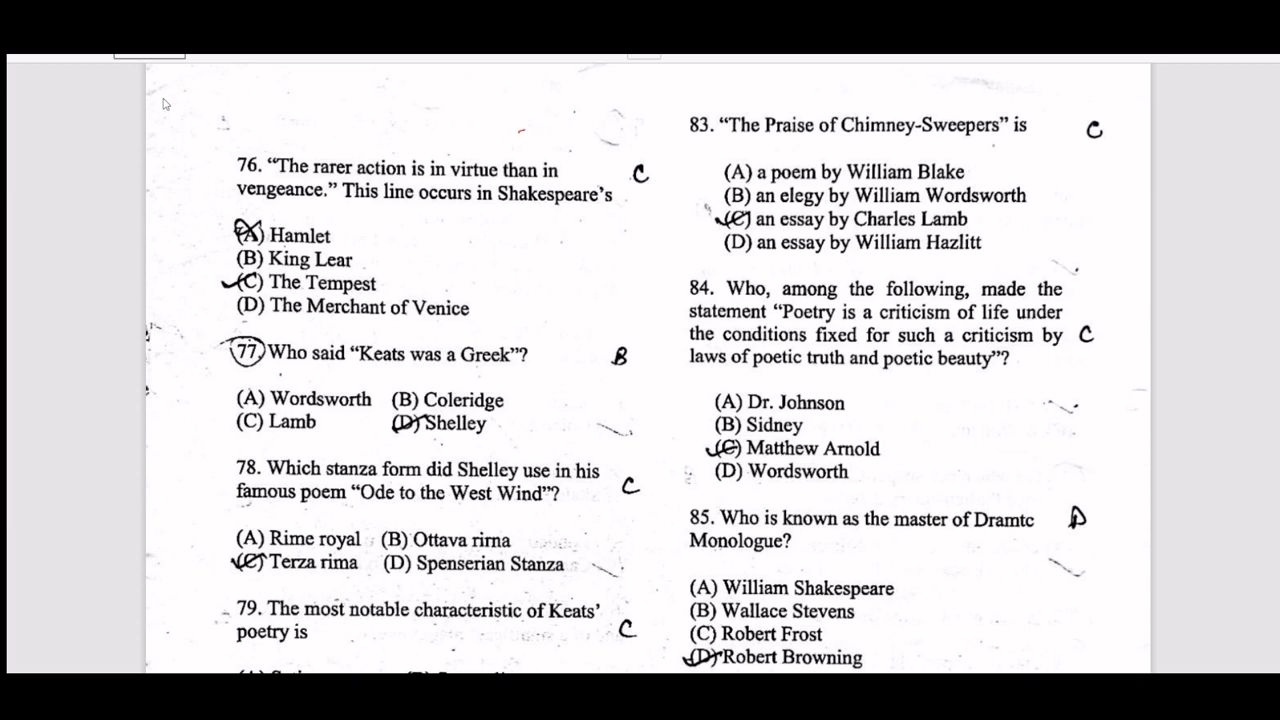 76. “The rarer action is in virtue than in C
vengeance.” This line occurs in Shakespeare’s
(A) Hamlet
(B) King Lear
(C) The Tempest
(D) The Merchant of Venice
77. Who said “Keats was a Greek”? B
(A) Wordsworth (B) Coleridge
(C) Lamb (D) Shelley
78. Which stanza form did Shelley use in his
famous poem “Ode to the West Wind”? C
(A) Rime royal (B) Ottava rima
(C) Terza rima (D) Spenserian Stanza
79. The most notable characteristic of Keats’
poetry is C
83. “The Praise of Chimney-Sweepers” is C
(A) a poem by William Blake
(B) an elegy by William Wordsworth
(C) an essay by Charles Lamb
(D) an essay by William Hazlitt
84. Who, among the following, made the
statement “Poetry is a criticism of life under
the conditions fixed for such a criticism by C
laws of poetic truth and poetic beauty”?
(A) Dr. Johnson
(B) Sidney
(C) Matthew Arnold
(D) Wordsworth
85. Who is known as the master of Dramtc D
Monologue?
(A) William Shakespeare
(B) Wallace Stevens
(C) Robert Frost
(D) Robert Browning